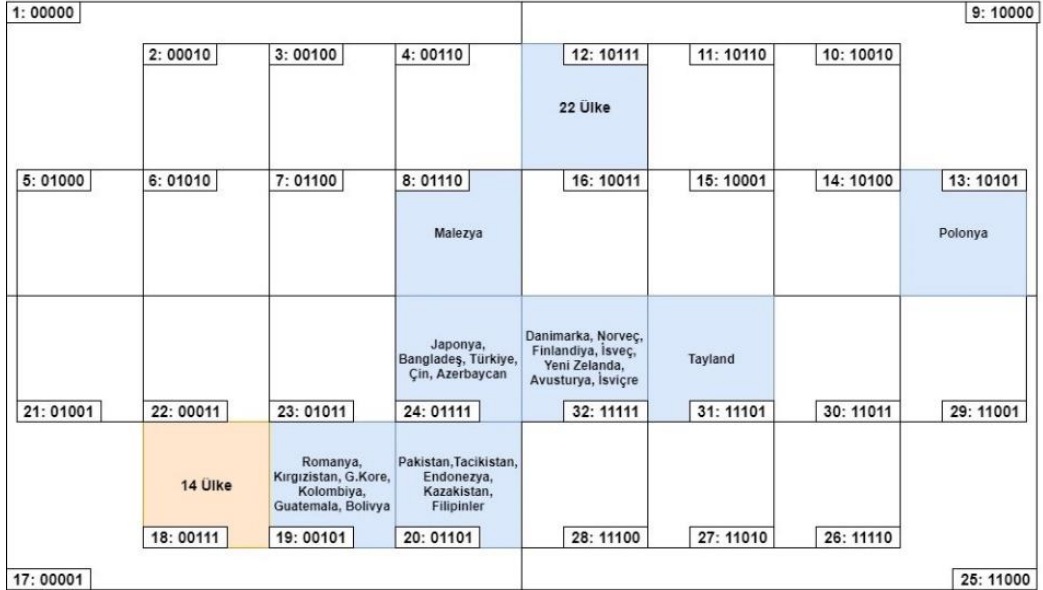 1: 00000
9: 10000
2: 00010
3: 00100
4: 00110
12: 10111
11: 10110
10: 10010
22 Ülke
5: 01000
6: 01010
7: 01100
8: 01110
16: 10011
15: 10001
14: 10100
13: 10101
Malezya
Polonya
Japonya,
Bangladeş, Türkiye,
Çin, Azerbaycan
Danimarka, Norveç,
Finlandiya, İsveç,
Yeni Zelanda,
Avusturya, İsviçre
Tayland
21: 01001
22: 00011
23: 01011
24: 01111
32: 11111
31: 11101
30: 11011
29: 11001
14 Ülke
Romanya,
Kırgızistan, G.Kore,
Kolombiya,
Guatemala, Bolivya
Pakistan,Tacikistan,
Endonezya,
Kazakistan,
Filipinler
18: 00111
19: 00101
20: 01101
28: 11100
27: 11010
26: 11110
17: 00001
25: 11000